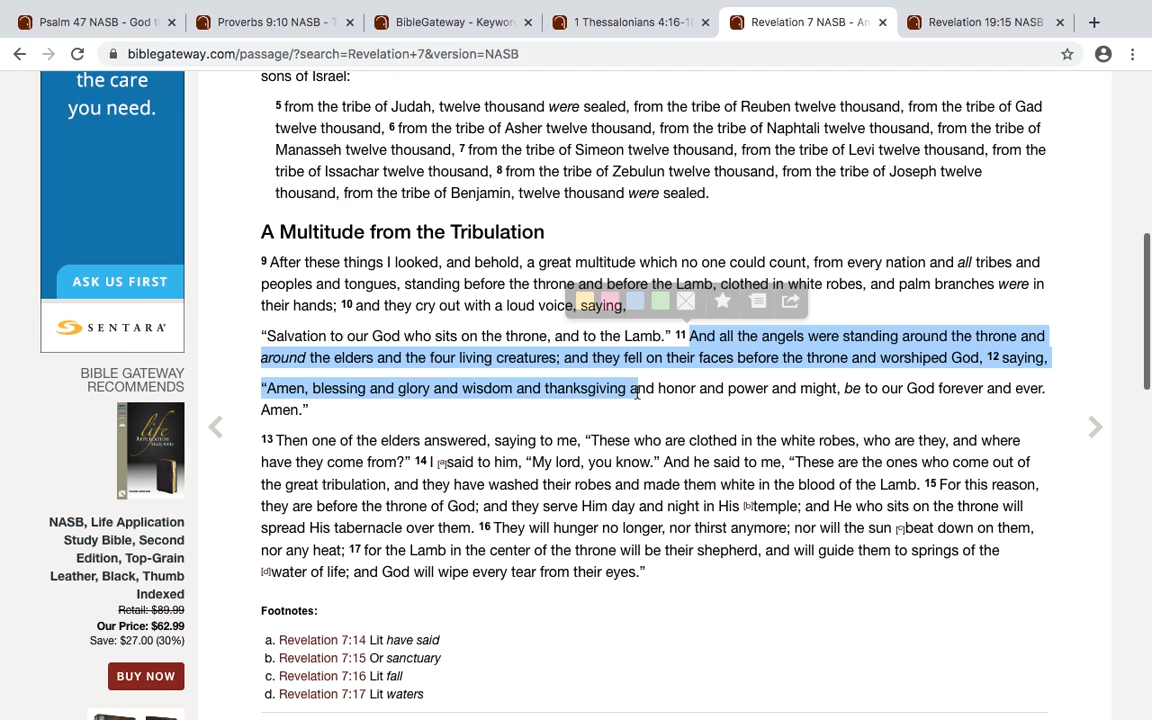 Psalm 47 NASB - God t
Proverbs 9:10 NASB - T
BibleGateway - Keywor
1 Thessalonians 4:16-18
Revelation 7 NASB - An
Revelation 19:15 NASB
biblegateway.com/passage/?search=Revelation+7&version=NASB
the care
you need.
ASK US FIRST
SENTARA
BIBLE GATEWAY
RECOMMENDS
NASB, Life Application
Study Bible, Second
Edition, Top-Grain
Leather, Black, Thumb
Indexed
Retail: $89.99
Our Price: $62.99
Save: $27.00 (30%)
BUY NOW
sons of Israel:
5 from the tribe of Judah, twelve thousand were sealed, from the tribe of Reuben twelve thousand, from the tribe of Gad
twelve thousand, 6 from the tribe of Asher twelve thousand, from the tribe of Naphtali twelve thousand, from the tribe of
Manasseh twelve thousand, 7 from the tribe of Simeon twelve thousand, from the tribe of Levi twelve thousand, from the
tribe of Issachar twelve thousand, 8 from the tribe of Zebulun twelve thousand, from the tribe of Joseph twelve
thousand, from the tribe of Benjamin, twelve thousand were sealed.
A Multitude from the Tribulation
9 After these things I looked, and behold, a great multitude which no one could count, from every nation and all tribes and
peoples and tongues, standing before the throne and before the Lamb, clothed in white robes, and palm branches were in
their hands; 10 and they cry out with a loud voice, saying,
“Salvation to our God who sits on the throne, and to the Lamb.” 11 And all the angels were standing around the throne and
around the elders and the four living creatures; and they fell on their faces before the throne and worshiped God, 12 saying,
“Amen, blessing and glory and wisdom and thanksgiving and honor and power and might, be to our God forever and ever.
Amen.”
13 Then one of the elders answered, saying to me, “These who are clothed in the white robes, who are they, and where
have they come from?” 14 I [a]said to him, “My lord, you know.” And he said to me, “These are the ones who come out of
the great tribulation, and they have washed their robes and made them white in the blood of the Lamb. 15 For this reason,
they are before the throne of God; and they serve Him day and night in His [b]temple; and He who sits on the throne will
spread His tabernacle over them. 16 They will hunger no longer, nor thirst anymore; nor will the sun [c]beat down on them,
nor any heat; 17 for the Lamb in the center of the throne will be their shepherd, and will guide them to springs of the
[d]water of life; and God will wipe every tear from their eyes.”
Footnotes:
a. Revelation 7:14 Lit have said
b. Revelation 7:15 Or sanctuary
c. Revelation 7:16 Lit fall
d. Revelation 7:17 Lit waters